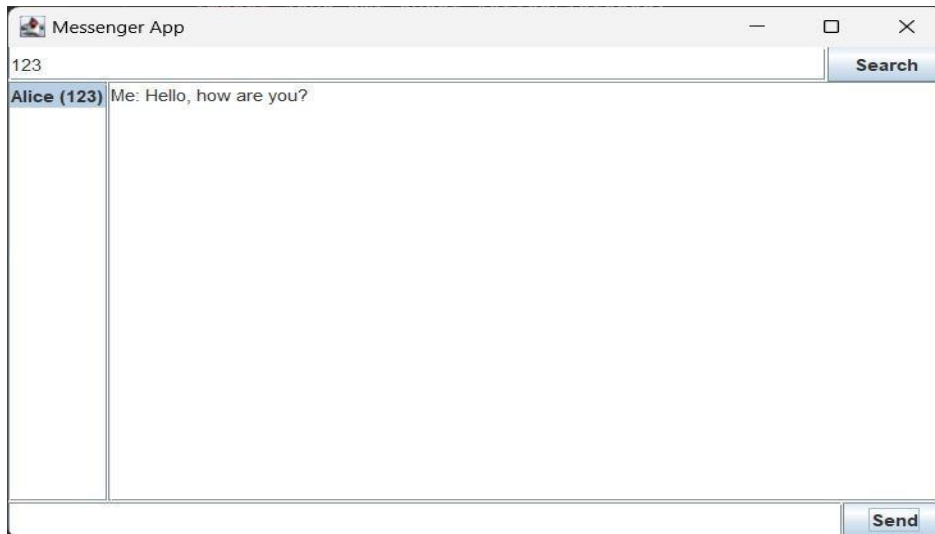 Messenger App
123
Search
Alice (123)
Me: Hello, how are you?
Send